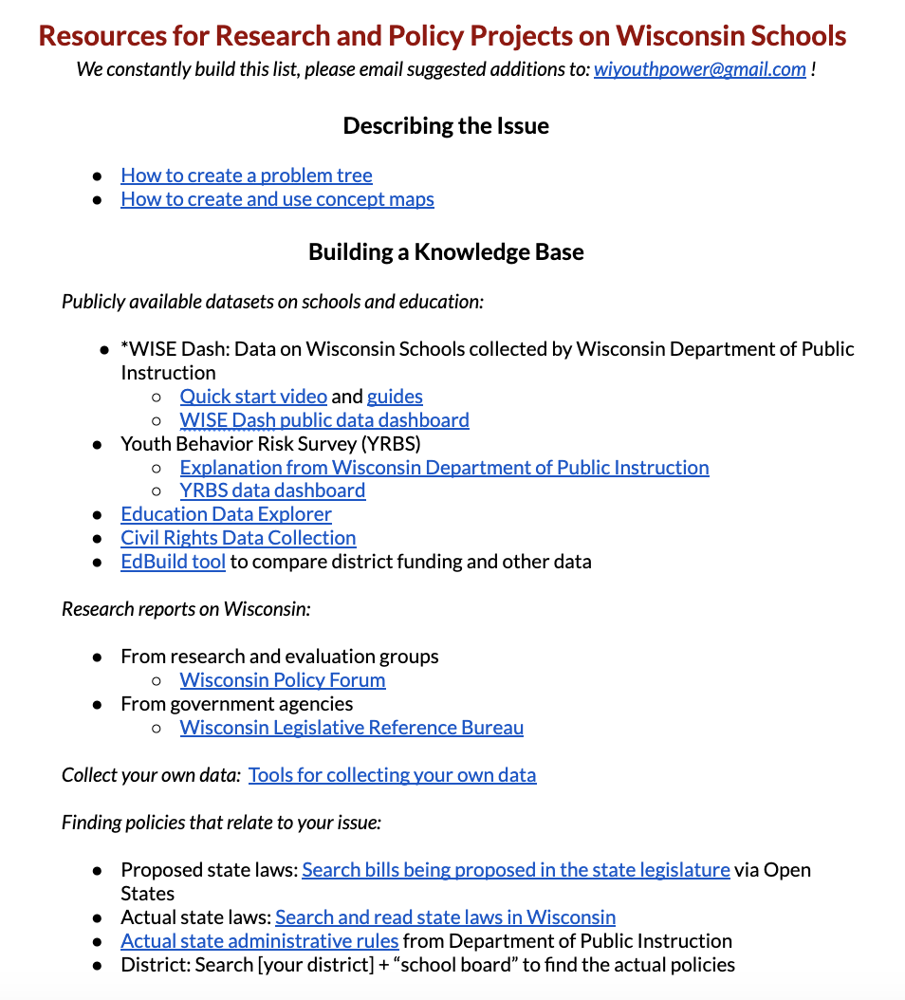 Resources for Research and Policy Projects on Wisconsin Schools
We constantly build this list, please email suggested additions to: wiyouthpower@gmail.com !
Describing the Issue
● How to create a problem tree
● How to create and use concept maps
Building a Knowledge Base
Publicly available datasets on schools and education:
● *WISE Dash: Data on Wisconsin Schools collected by Wisconsin Department of Public
Instruction
○ Quick start video and guides
○ WISE Dash public data dashboard
● Youth Behavior Risk Survey (YRBS)
○ Explanation from Wisconsin Department of Public Instruction
○ YRBS data dashboard
● Education Data Explorer
● Civil Rights Data Collection
● EdBuild tool to compare district funding and other data
Research reports on Wisconsin:
● From research and evaluation groups
○ Wisconsin Policy Forum
● From government agencies
○ Wisconsin Legislative Reference Bureau
Collect your own data: Tools for collecting your own data
Finding policies that relate to your issue:
● Proposed state laws: Search bills being proposed in the state legislature via Open
States
● Actual state laws: Search and read state laws in Wisconsin
● Actual state administrative rules from Department of Public Instruction
● District: Search [your district] + “school board” to find the actual policies